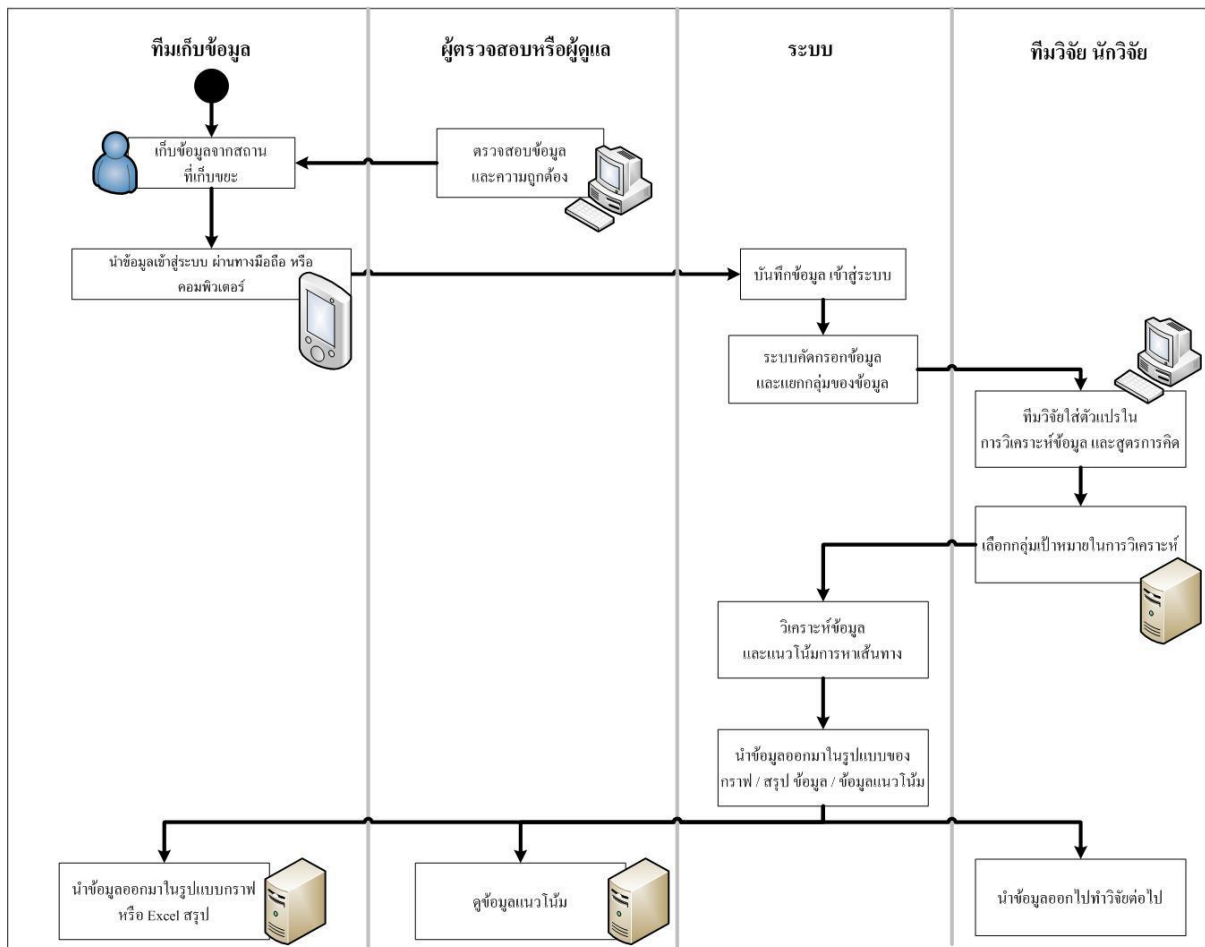 ทีมเก็บข้อมูล
ผู้ตรวจสอบหรือผู้ดูแล
ระบบ
ทีมวิจัย นักวิจัย
เก็บข้อมูลจากสถาน
ที่เก็บขยะ
ตรวจสอบข้อมูล
และความถูกต้อง
นำข้อมูลเข้าสู่ระบบ ผ่านทางมือถือ หรือ
คอมพิวเตอร์
บันทึกข้อมูล เข้าสู่ระบบ
ระบบคัดกรอกข้อมูล
และแยกกลุ่มของข้อมูล
ทีมวิจัยใส่ตัวแปรใน
การวิเคราะห์ข้อมูล และสูตรการคิด
เลือกกลุ่มเป้าหมายในการวิเคราะห์
วิเคราะห์ข้อมูล
และแนวโน้มการหาเส้นทาง
นำข้อมูลออกมาในรูปแบบของ
กราฟ / สรุป ข้อมูล / ข้อมูลแนวโน้ม
นำข้อมูลออกมาในรูปแบบกราฟ
หรือ Excel สรุป
ดูข้อมูลแนวโน้ม
นำข้อมูลออกไปทำวิจัยต่อไป